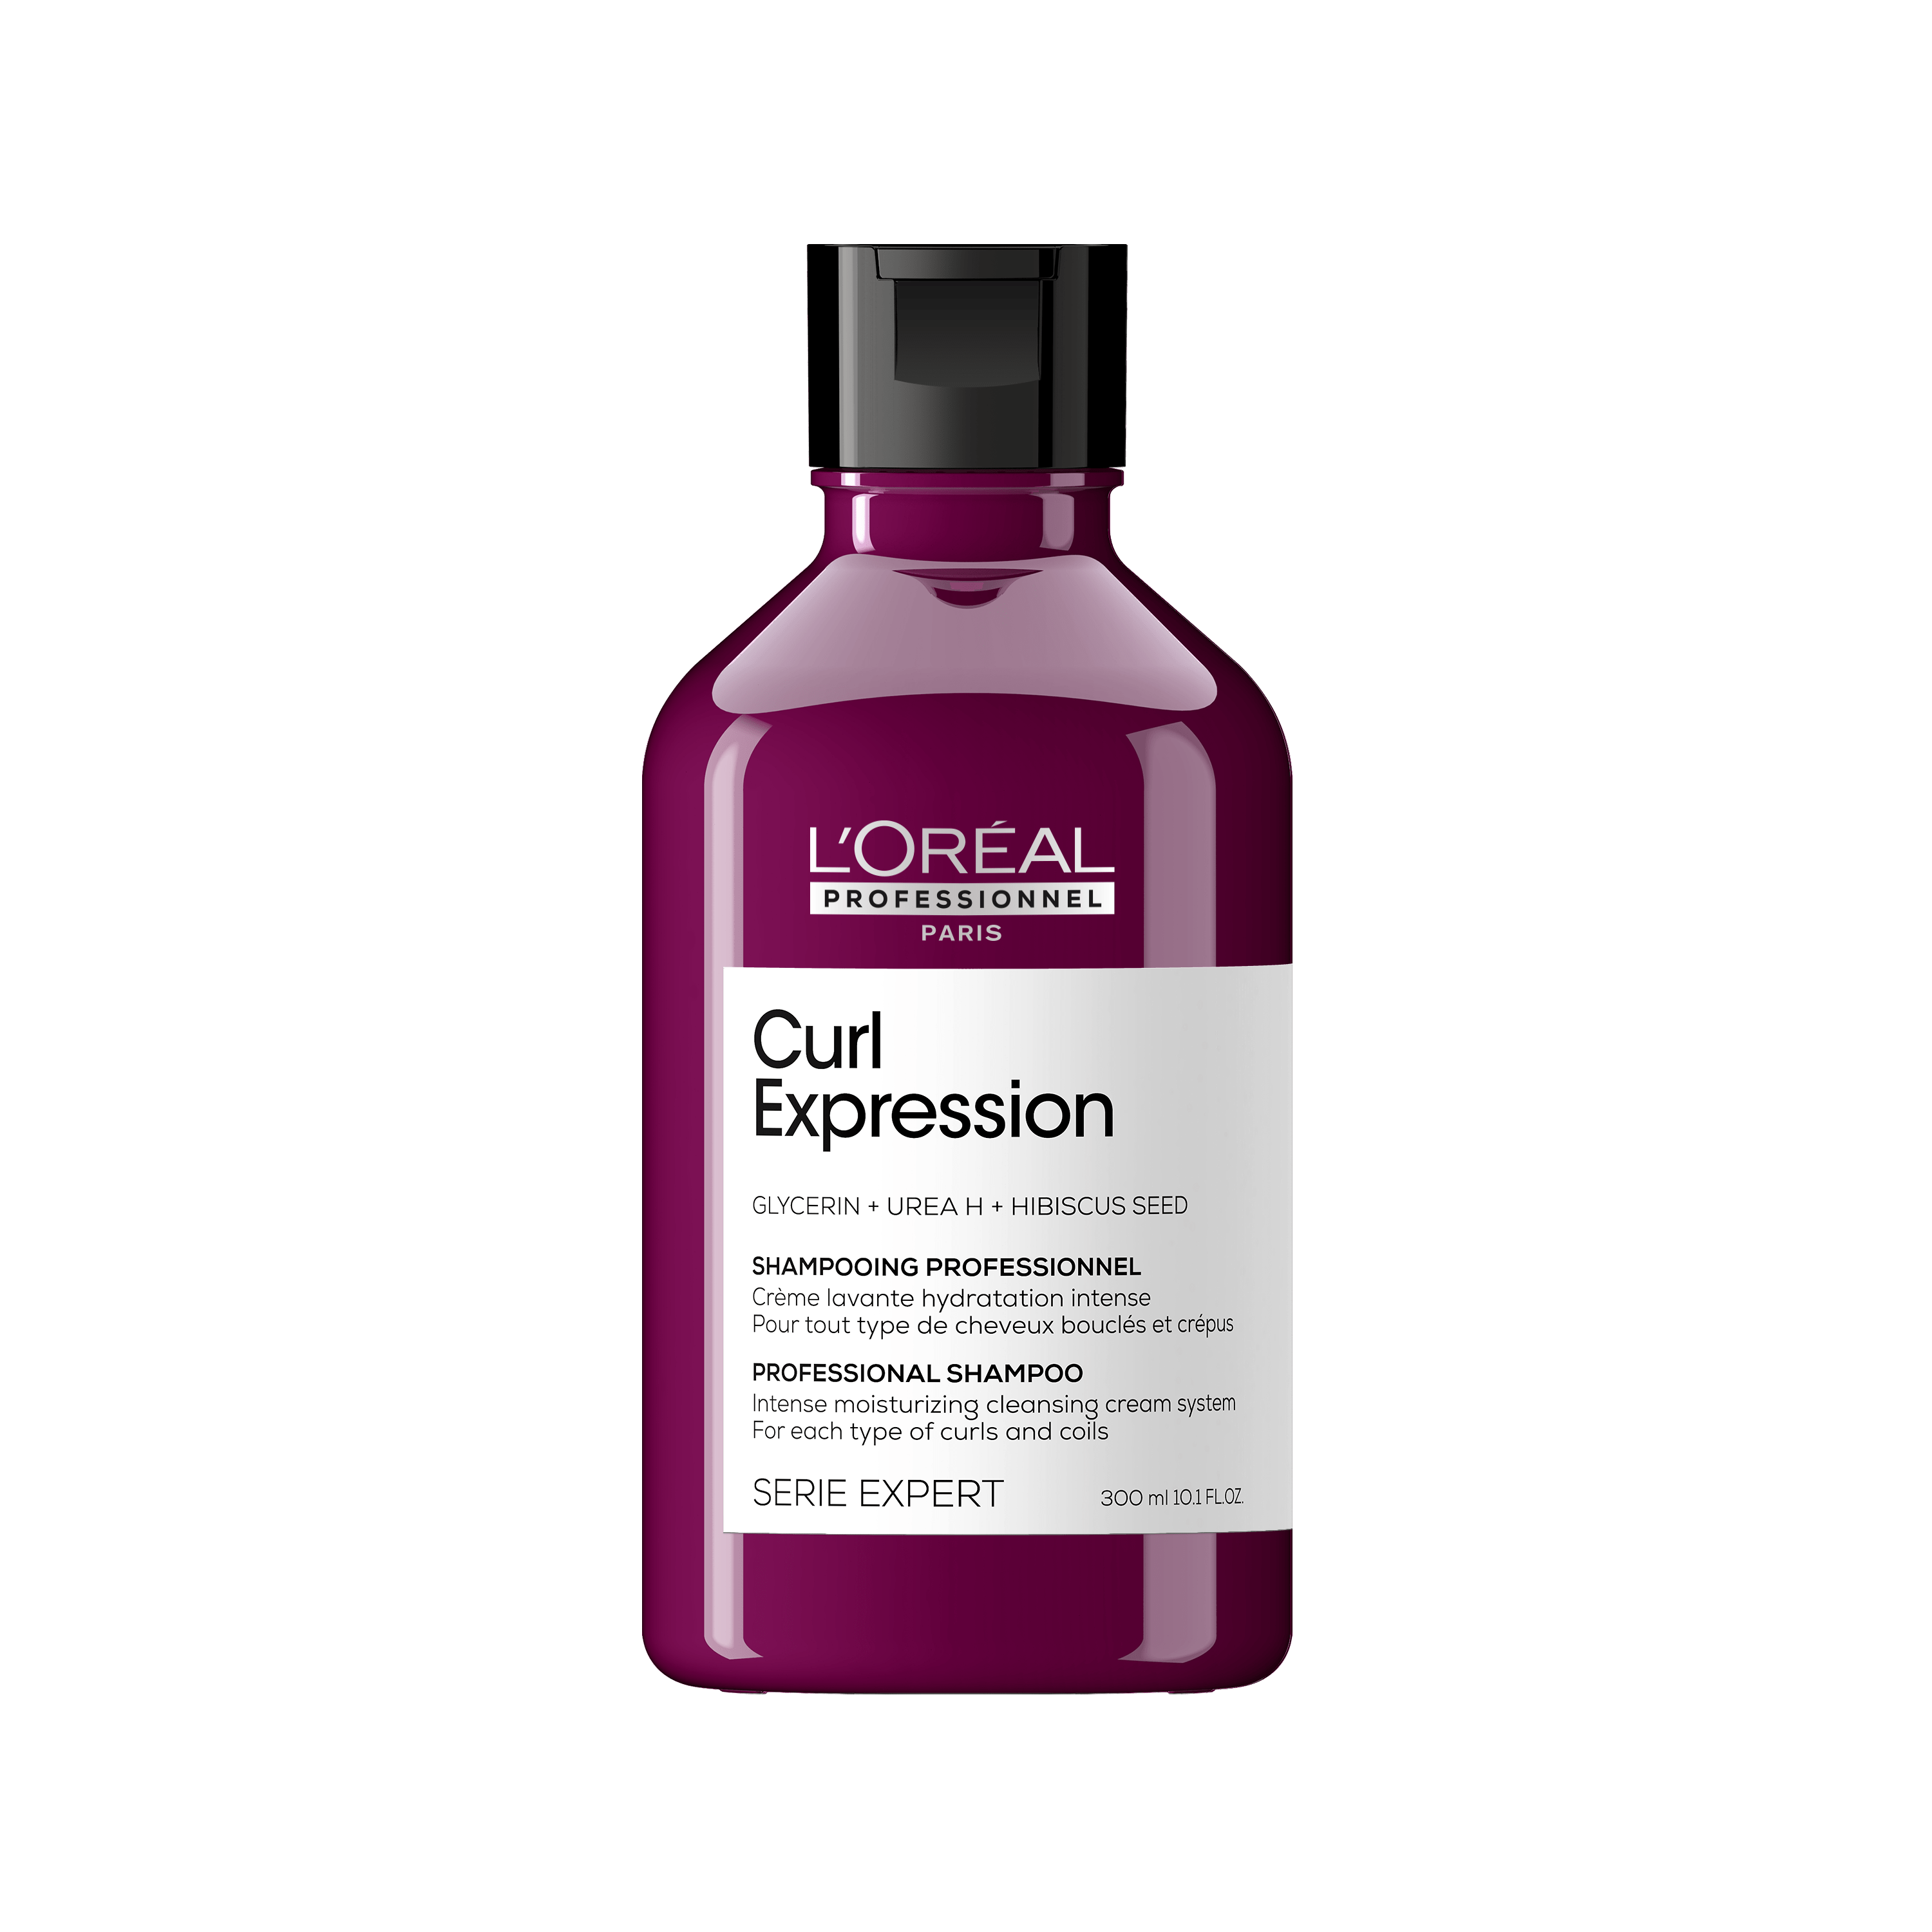 L'ORÉAL
PROFESSIONNEL
PARIS
Curl
Expression
GLYCERIN + UREA H + HIBISCUS SEED
SHAMPOOING PROFESSIONNEL
Crème lavante hydratation intense
Pour tout type de cheveux bouclés et crépus
PROFESSIONAL SHAMPOO
Intense moisturizing cleansing cream system
For each type of curls and coils
SERIE EXPERT
300 ml 10.1 FL.OZ.